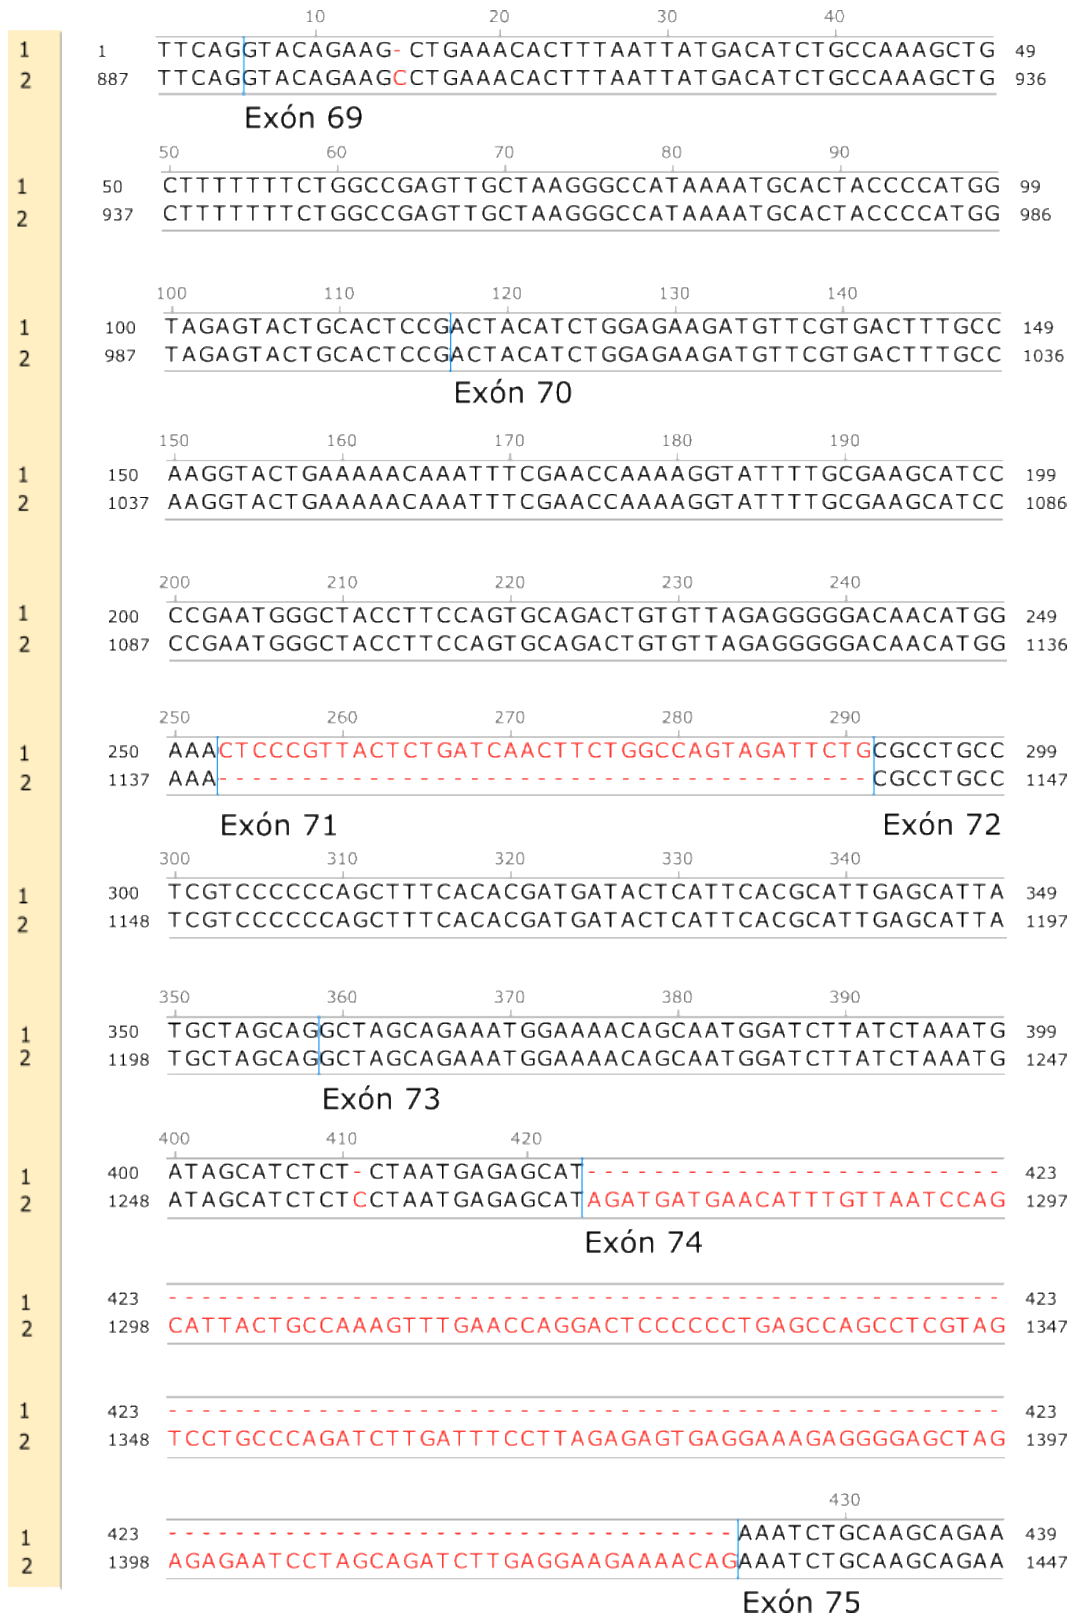 10 20 30 40
1 1 TTCAGGTACAGAAG-CTGAAACACTTTAATTATGACATCTGCCAAAGCTG 49
2 887 TTCAGGTACAGAAGCCTGAAACACTTTAATTATGACATCTGCCAAAGCTG 936
Exón 69
50 60 70 80 90
1 50 CTTTTTTTCTGGCCGAGTTGCTAAGGGCCATAAAATGCACTACCCCATGG 99
2 937 CTTTTTTTCTGGCCGAGTTGCTAAGGGCCATAAAATGCACTACCCCATGG 986
100 110 120 130 140
1 100 TAGAGTACTGCACTCCGACTACATCTGGAGAAGATGTTCGTGACTTTGCC 149
2 987 TAGAGTACTGCACTCCGACTACATCTGGAGAAGATGTTCGTGACTTTGCC 1036
Exón 70
150 160 170 180 190
1 150 AAGGTACTGAAAAACAAATTTCGAACCAAAAGGTATTTTGCGAAGCATCC 199
2 1037 AAGGTACTGAAAAACAAATTTCGAACCAAAAGGTATTTTGCGAAGCATCC 1086
200 210 220 230 240
1 200 CCGAATGGGCTACCTTCCAGTGCAGACTGTGTTAGAGGGGGACAACATGG 249
2 1087 CCGAATGGGCTACCTTCCAGTGCAGACTGTGTTAGAGGGGGACAACATGG 1136
250 260 270 280 290
1 250 AAACTCCCGTTACTCTGATCAACTTCTGGCCAGTAGATTCTGCGCCTGCC 299
2 1137 AAA---------------------------------------CGCCTGCC 1147
Exón 71 Exón 72
300 310 320 330 340
1 300 TCGTCCCCCCAGCTTTCACACGATGATACTCATTCACGCATTGAGCATTA 349
2 1148 TCGTCCCCCCAGCTTTCACACGATGATACTCATTCACGCATTGAGCATTA 1197
350 360 370 380 390
1 350 TGCTAGCAGGCTAGCAGAAATGGAAAACAGCAATGGATCTTATCTAAATG 399
2 1198 TGCTAGCAGGCTAGCAGAAATGGAAAACAGCAATGGATCTTATCTAAATG 1247
Exón 73
400 410 420
1 400 ATAGCATCTCT-CTAATGAGAGCAT------------------------- 423
2 1248 ATAGCATCTCTCCTAATGAGAGCATAGATGATGAACATTTGTTAATCCAG 1297
Exón 74
1 423 -------------------------------------------------- 423
2 1298 CATTACTGCCAAAGTTTGAACCAGGACTCCCCCCTGAGCCAGCCTCGTAG 1347
1 423 -------------------------------------------------- 423
2 1348 TCCTGCCCAGATCTTGATTTCCTTAGAGAGTGAGGAAAGAGGGGAGCTAG 1397
430
1 423 ----------------------------------AAATCTGCAAGCAGAA 439
2 1398 AGAGAATCCTAGCAGATCTTGAGGAAGAAAACAGAAATCTGCAAGCAGAA 1447
Exón 75